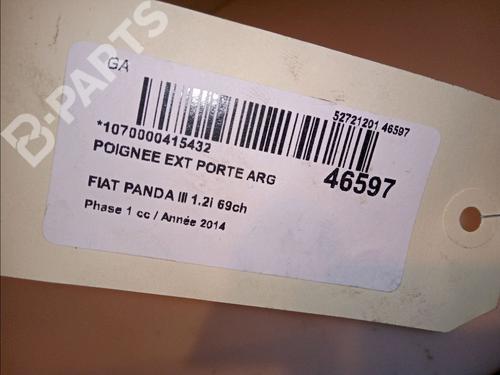 B-PARTS
GA
52721201 46597
*1070000415432
46597
POIGNEE EXT PORTE ARG
FIAT PANDA III 1.2i 69ch
Phase 1 cc / Année 2014